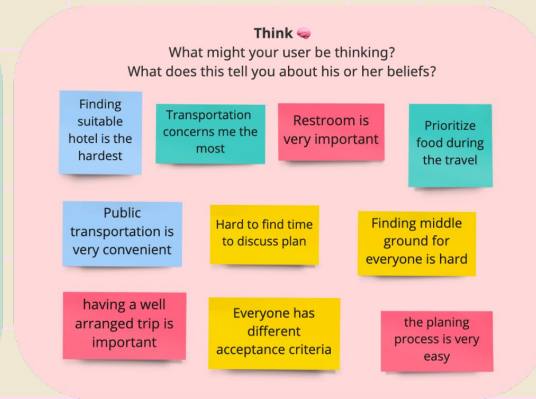 Think 🧠
What might your user be thinking?
What does this tell you about his or her beliefs?
Finding
suitable
hotel is the
hardest
Transportation
concerns me the
most
Restroom is
very important
Prioritize
food during
the travel
Public
transportation is
very convenient
Hard to find time
to discuss plan
Finding middle
ground for
everyone is hard
having a well
arranged trip is
important
Everyone has
different
acceptance criteria
the planing
process is very
easy